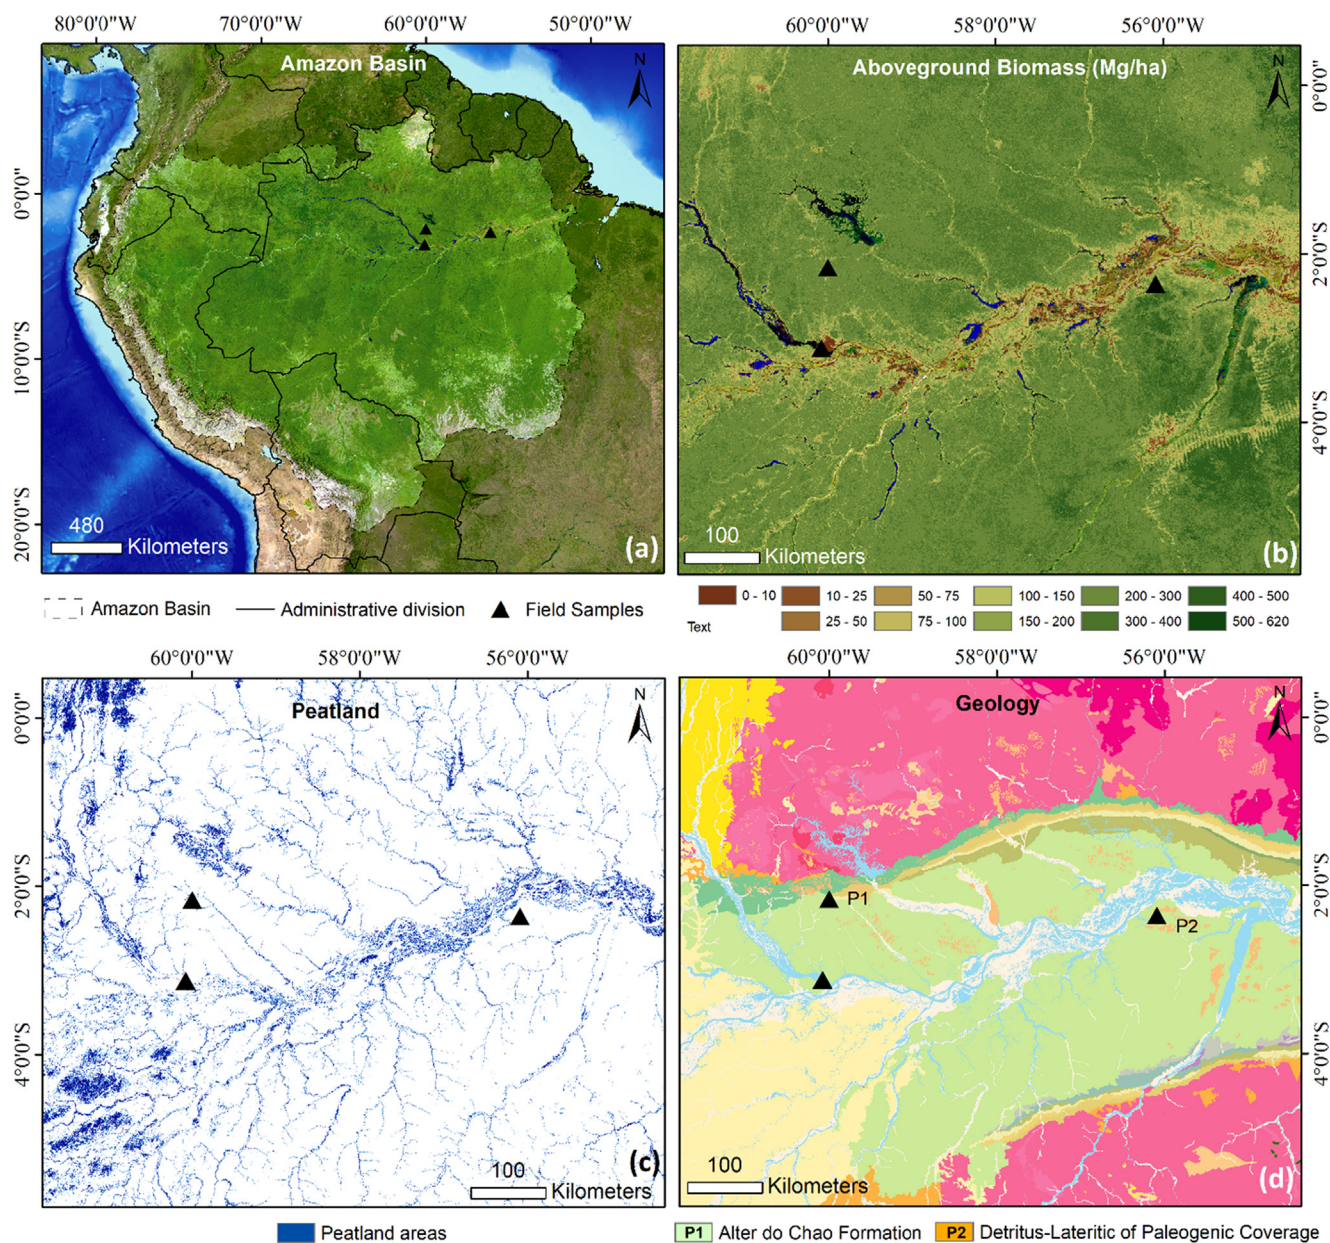 80°0'0"W 70°0'0"W 60°0'0"W 50°0'0"W
Amazon Basin
N
0°0'0"
10°0'0"S
20°0'0"S
480
Kilometers
(a)
60°0'0"W 58°0'0"W 56°0'0"W
Aboveground Biomass (Mg/ha)
N
0°0'0"
2°0'0"S
4°0'0"S
100
Kilometers
(b)
Amazon Basin Administrative division Field Samples
0 - 10 10 - 25 50 - 75 100 - 150 200 - 300 400 - 500
Text 25 - 50 75 - 100 150 - 200 300 - 400 500 - 620
60°0'0"W 58°0'0"W 56°0'0"W
Peatland
N
0°0'0"
2°0'0"S
4°0'0"S
100
Kilometers
(c)
Peatland areas
60°0'0"W 58°0'0"W 56°0'0"W
Geology
N
0°0'0"
2°0'0"S
4°0'0"S
P1
P2
100
Kilometers
(d)
P1 Alter do Chao Formation P2 Detritus-Lateritic of Paleogenic Coverage